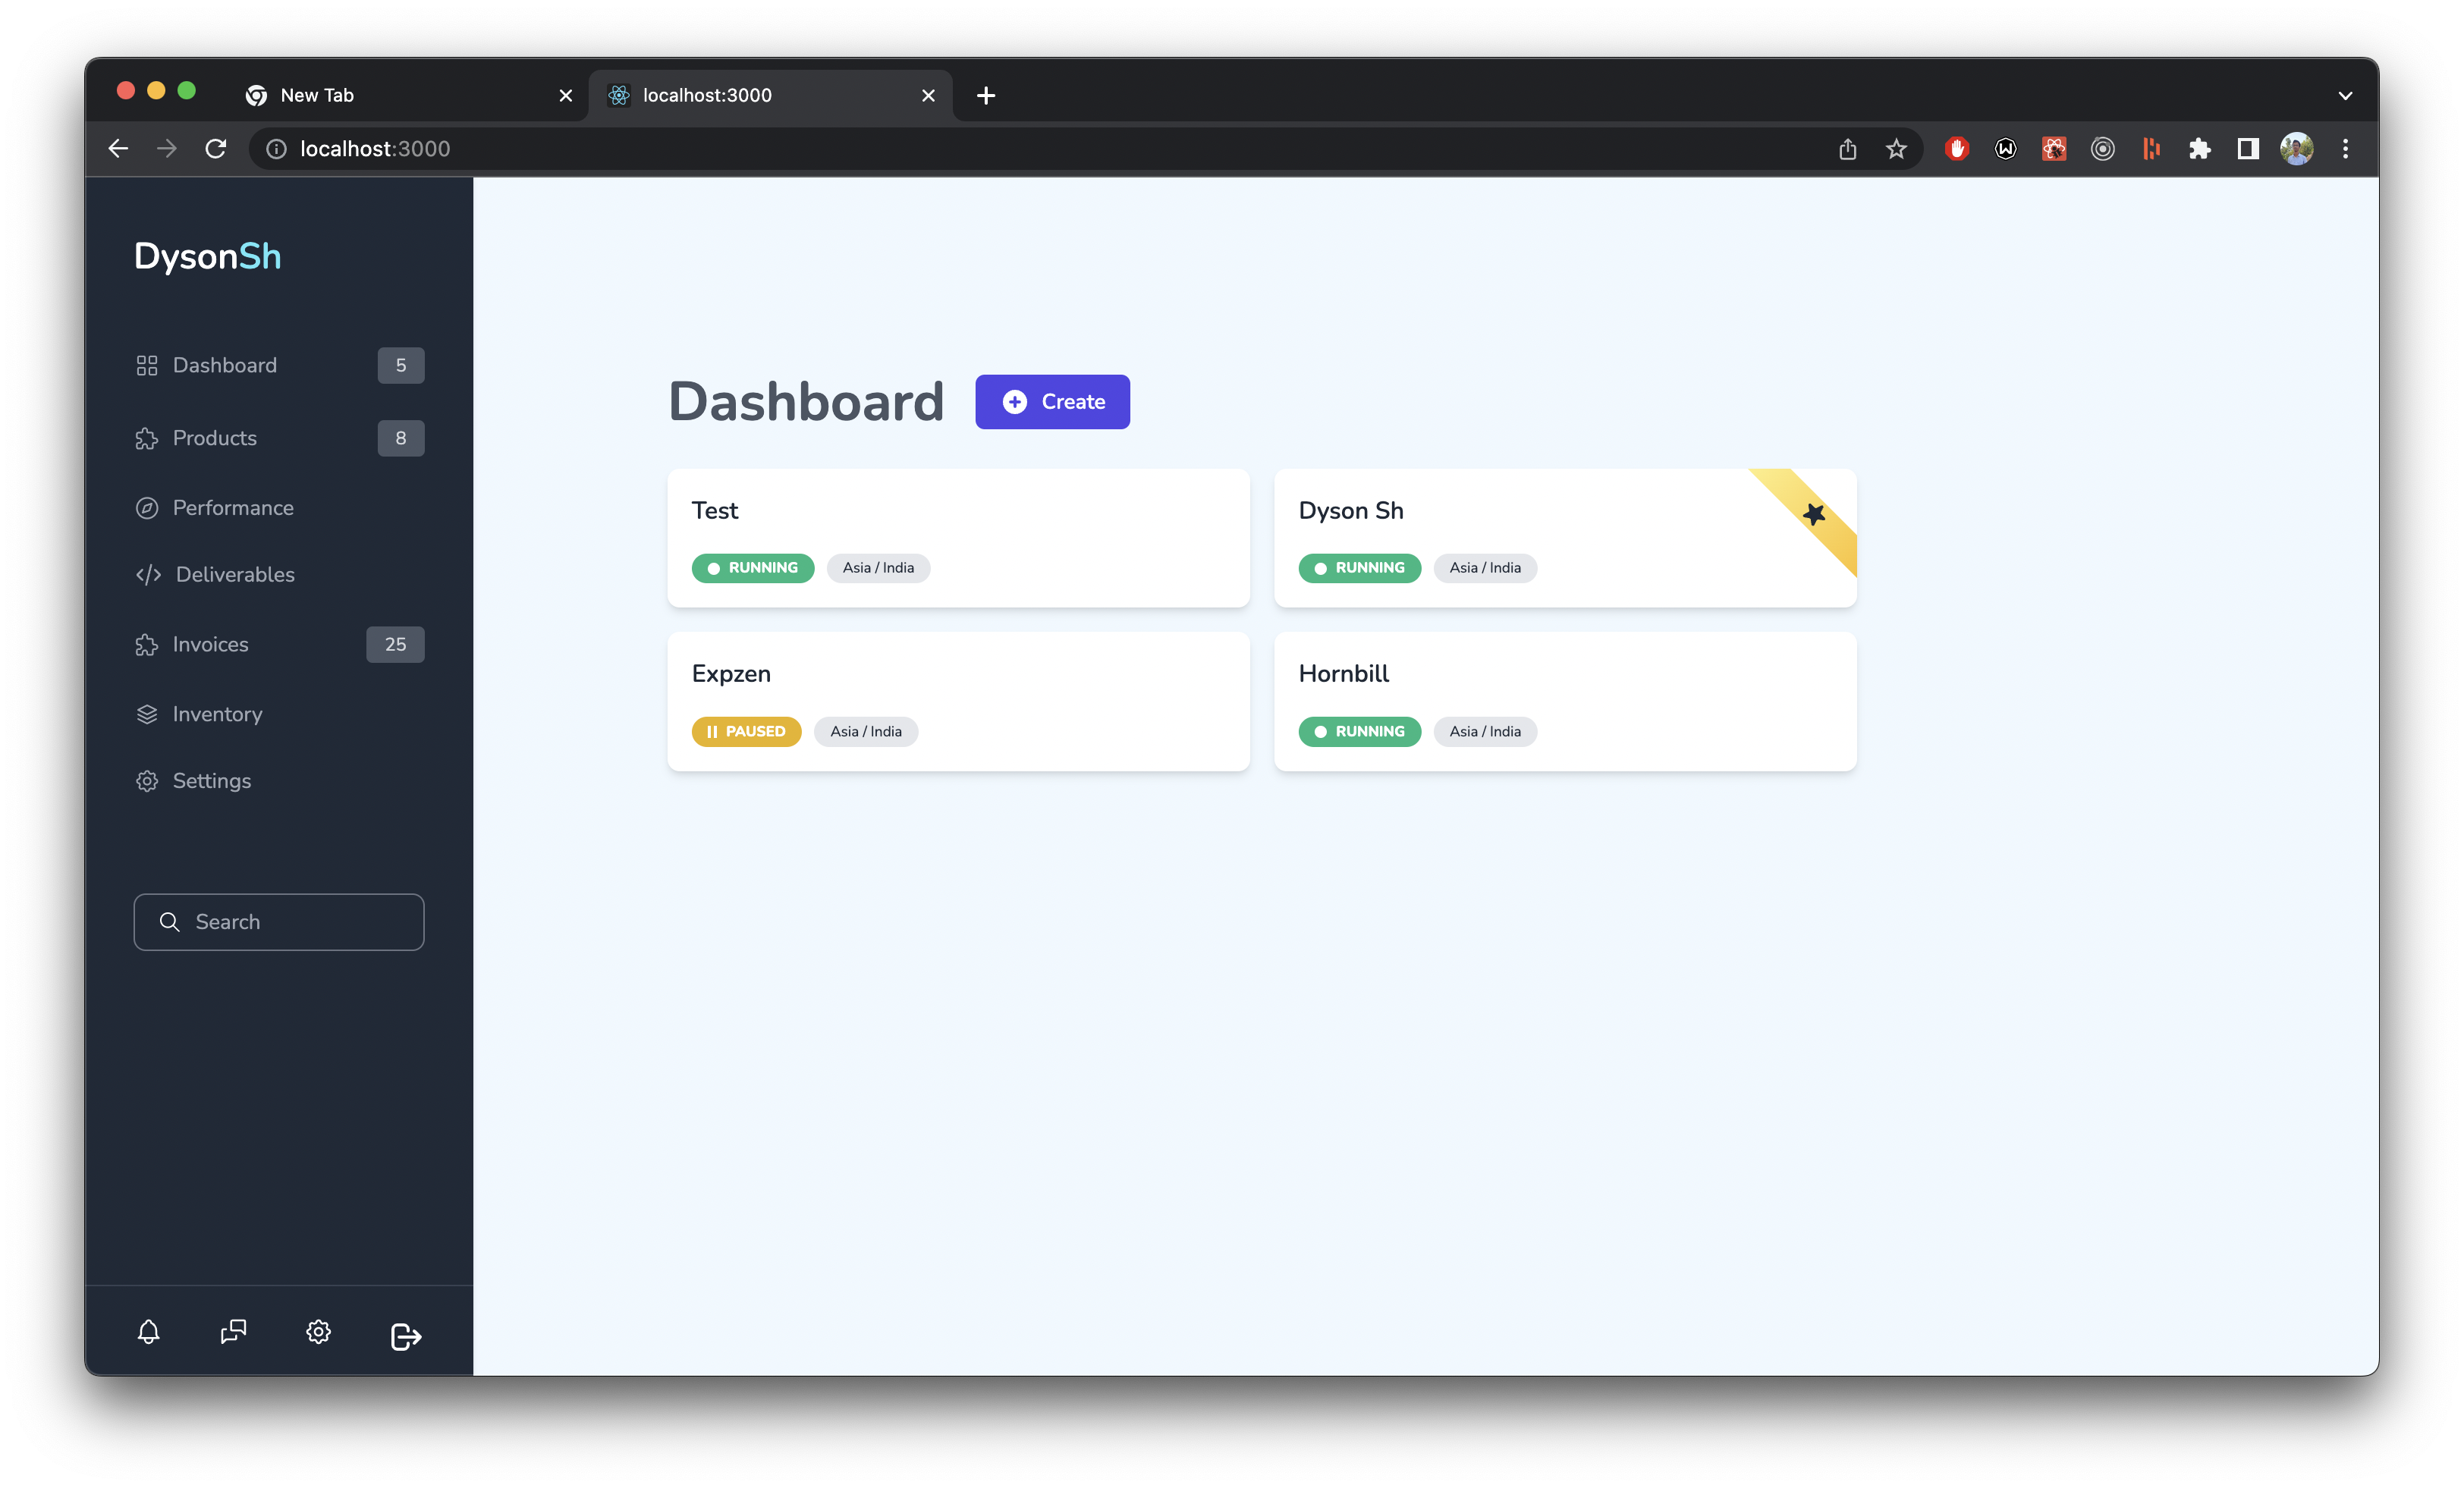 New Tab
localhost:3000
localhost:3000
DysonSh
Dashboard 5
Products 8
Performance
Deliverables
Invoices 25
Inventory
Settings
Search
Dashboard
Create
Test
RUNNING Asia / India
Dyson Sh
RUNNING Asia / India
Expzen
PAUSED Asia / India
Hornbill
RUNNING Asia / India